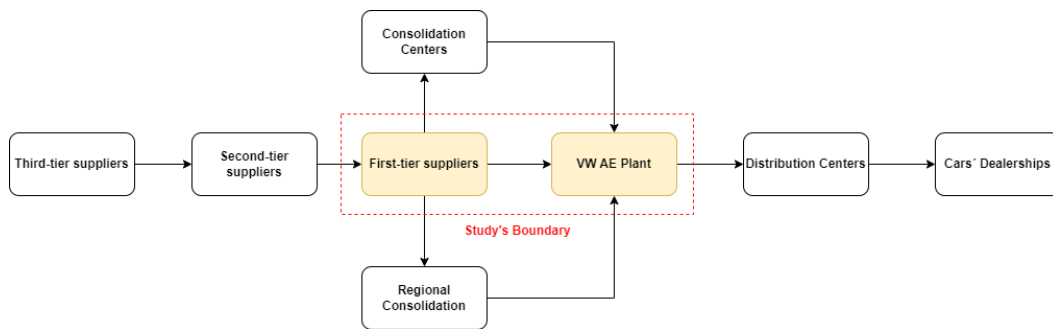 Consolidation
Centers
Third-tier suppliers
Second-tier
suppliers
First-tier suppliers
VW AE Plant
Distribution Centers
Cars´ Dealerships
Study's Boundary
Regional
Consolidation